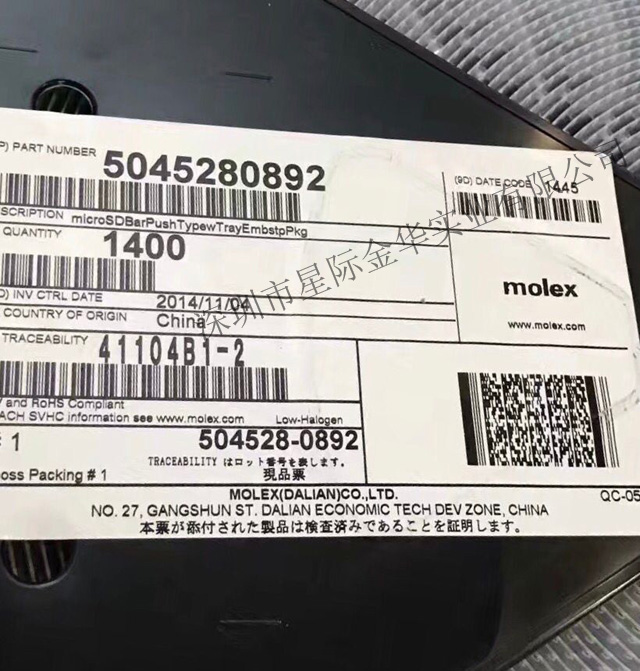 P) PART NUMBER 5045280892
(9D) DATE CODE 1445
SCRIPTION microSDBarPushTypewTrayEmbstpPkg
QUANTITY 1400
molex
www.molex.com
INV CTRL DATE 2014/11/04
COUNTRY OF ORIGIN China
TRACEABILITY 41104B1-2
and RoHS Compliant
ACH SVHC information see www.molex.com Low-Halogen
# 1 504528-0892
TRACEABILITY はロット番号を表します。
oss Packing # 1 現品票
MOLEX(DALIAN)CO.,LTD. QC-05
NO. 27, GANGSHUN ST. DALIAN ECONOMIC TECH DEV ZONE, CHINA
本票が添付された製品は検査済みであることを証明します。
深圳市星际金华实业有限公司